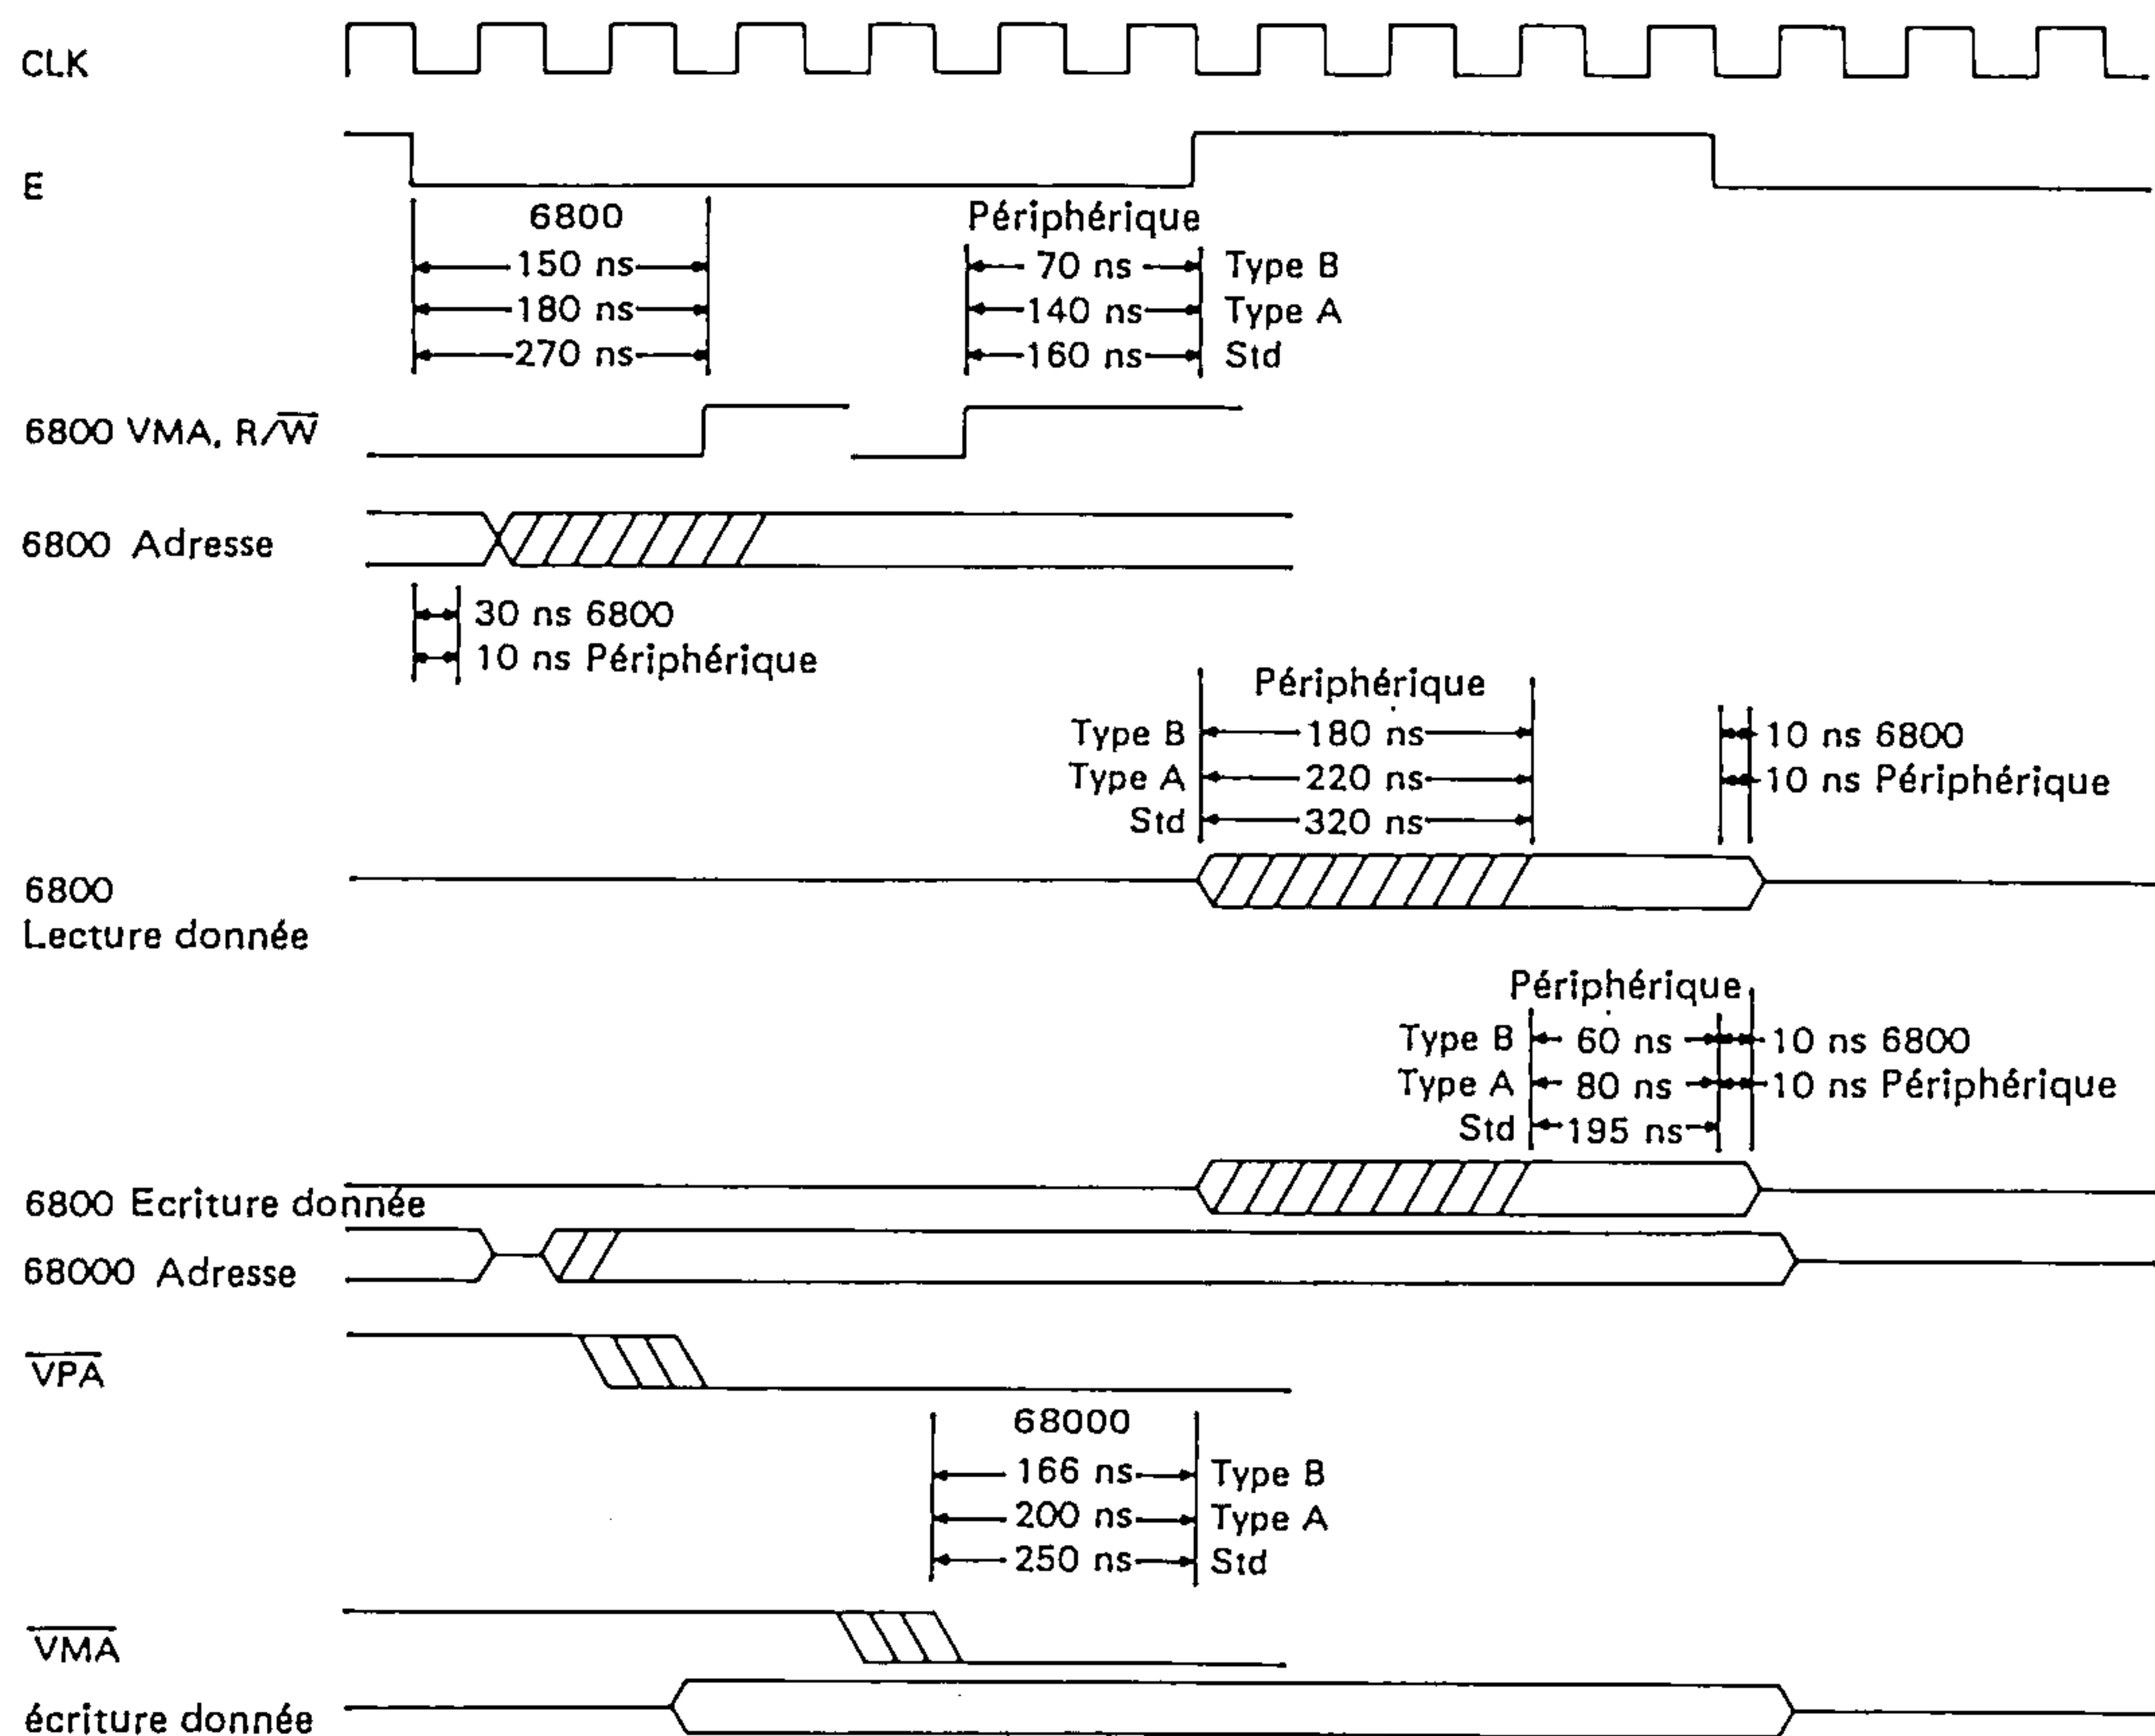 CLK
E
6800
Périphérique
150 ns
70 ns
Type B
180 ns
140 ns
Type A
270 ns
160 ns
Std
6800 VMA, R/W̅
6800 Adresse
30 ns 6800
10 ns Périphérique
Périphérique
Type B
180 ns
10 ns 6800
Type A
220 ns
10 ns Périphérique
Std
320 ns
6800
Lecture donnée
Périphérique
Type B
60 ns
10 ns 6800
Type A
80 ns
10 ns Périphérique
Std
195 ns
6800 Ecriture donnée
68000 Adresse
V̅P̅A̅
68000
166 ns
Type B
200 ns
Type A
250 ns
Std
V̅M̅A̅
écriture donnée